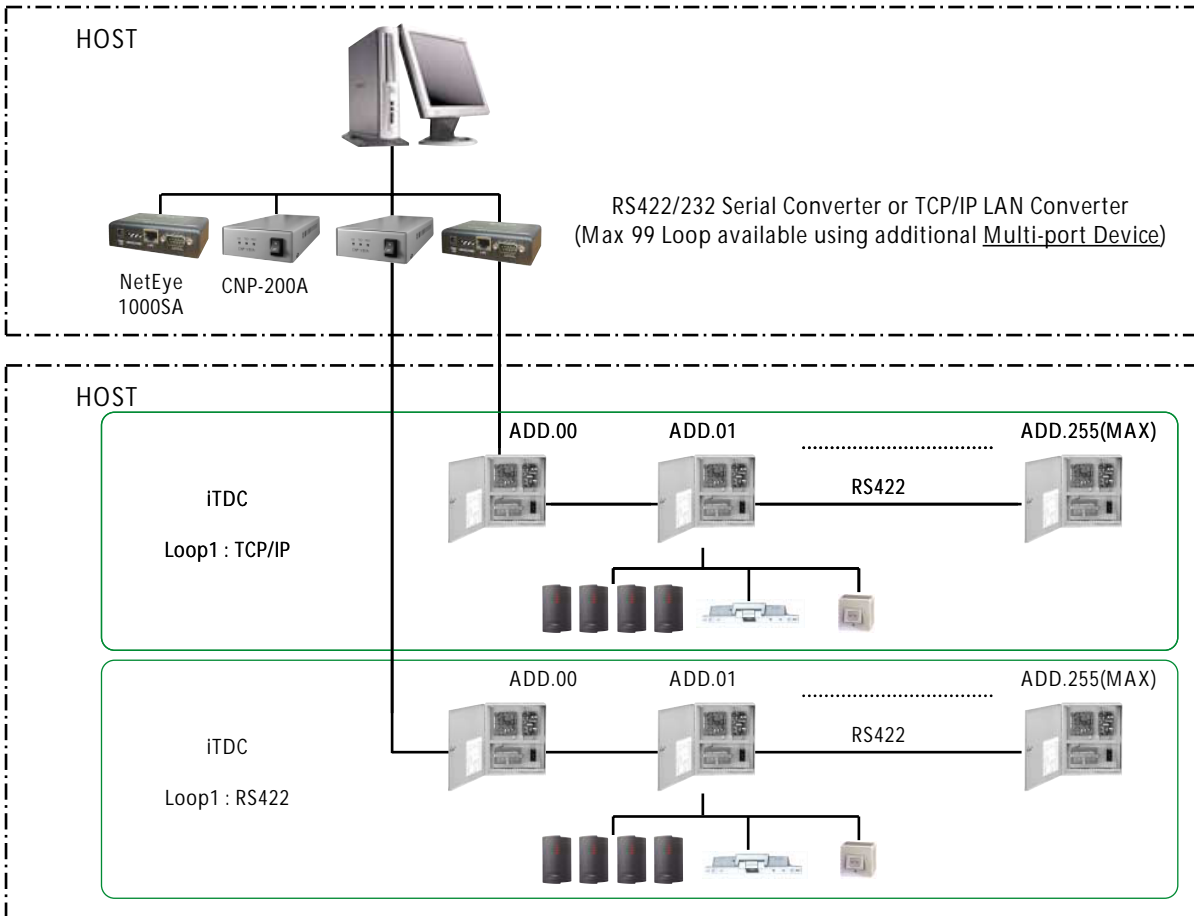 HOST
RS422/232 Serial Converter or TCP/IP LAN Converter
(Max 99 Loop available using additional Multi-port Device)
NetEye
1000SA
CNP-200A
HOST
ADD.00
ADD.01
ADD.255(MAX)
RS422
iTDC
Loop1 : TCP/IP
ADD.00
ADD.01
ADD.255(MAX)
RS422
iTDC
Loop1 : RS422